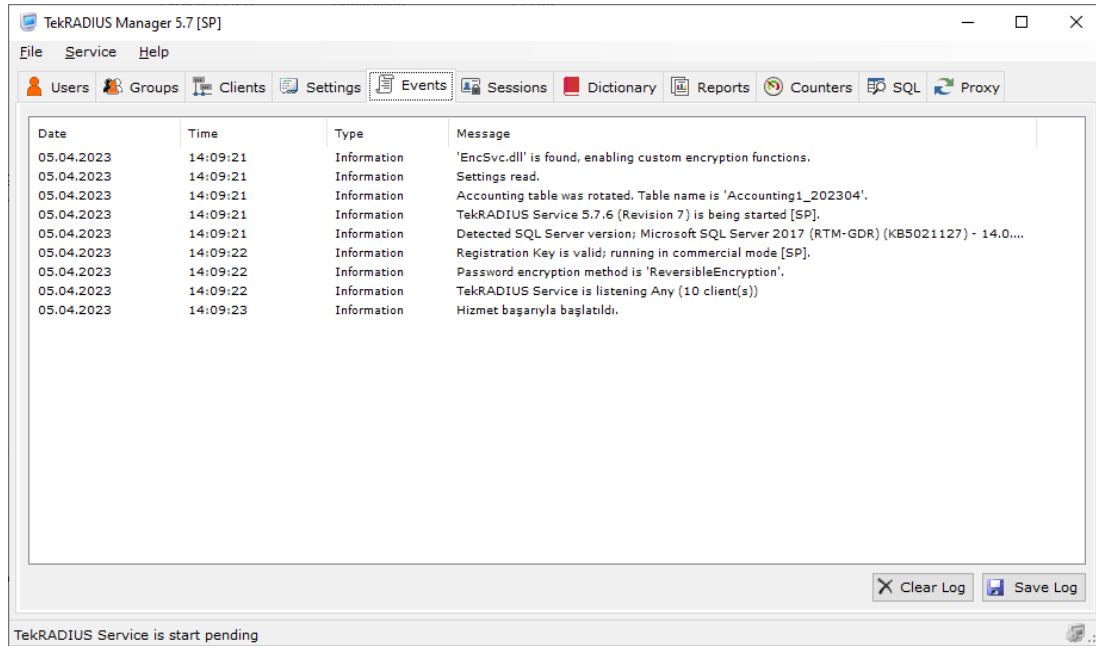 TekRADIUS Manager 5.7 [SP]
File Service Help
Users Groups Clients Settings Events Sessions Dictionary Reports Counters SQL Proxy
Date Time Type Message
05.04.2023 14:09:21 Information 'EncSvc.dll' is found, enabling custom encryption functions.
05.04.2023 14:09:21 Information Settings read.
05.04.2023 14:09:21 Information Accounting table was rotated. Table name is 'Accounting1_202304'.
05.04.2023 14:09:21 Information TekRADIUS Service 5.7.6 (Revision 7) is being started [SP].
05.04.2023 14:09:21 Information Detected SQL Server version; Microsoft SQL Server 2017 (RTM-GDR) (KB5021127) - 14.0....
05.04.2023 14:09:22 Information Registration Key is valid; running in commercial mode [SP].
05.04.2023 14:09:22 Information Password encryption method is 'ReversibleEncryption'.
05.04.2023 14:09:22 Information TekRADIUS Service is listening Any (10 client(s))
05.04.2023 14:09:23 Information Hizmet başarıyla başlatıldı.
Clear Log Save Log
TekRADIUS Service is start pending